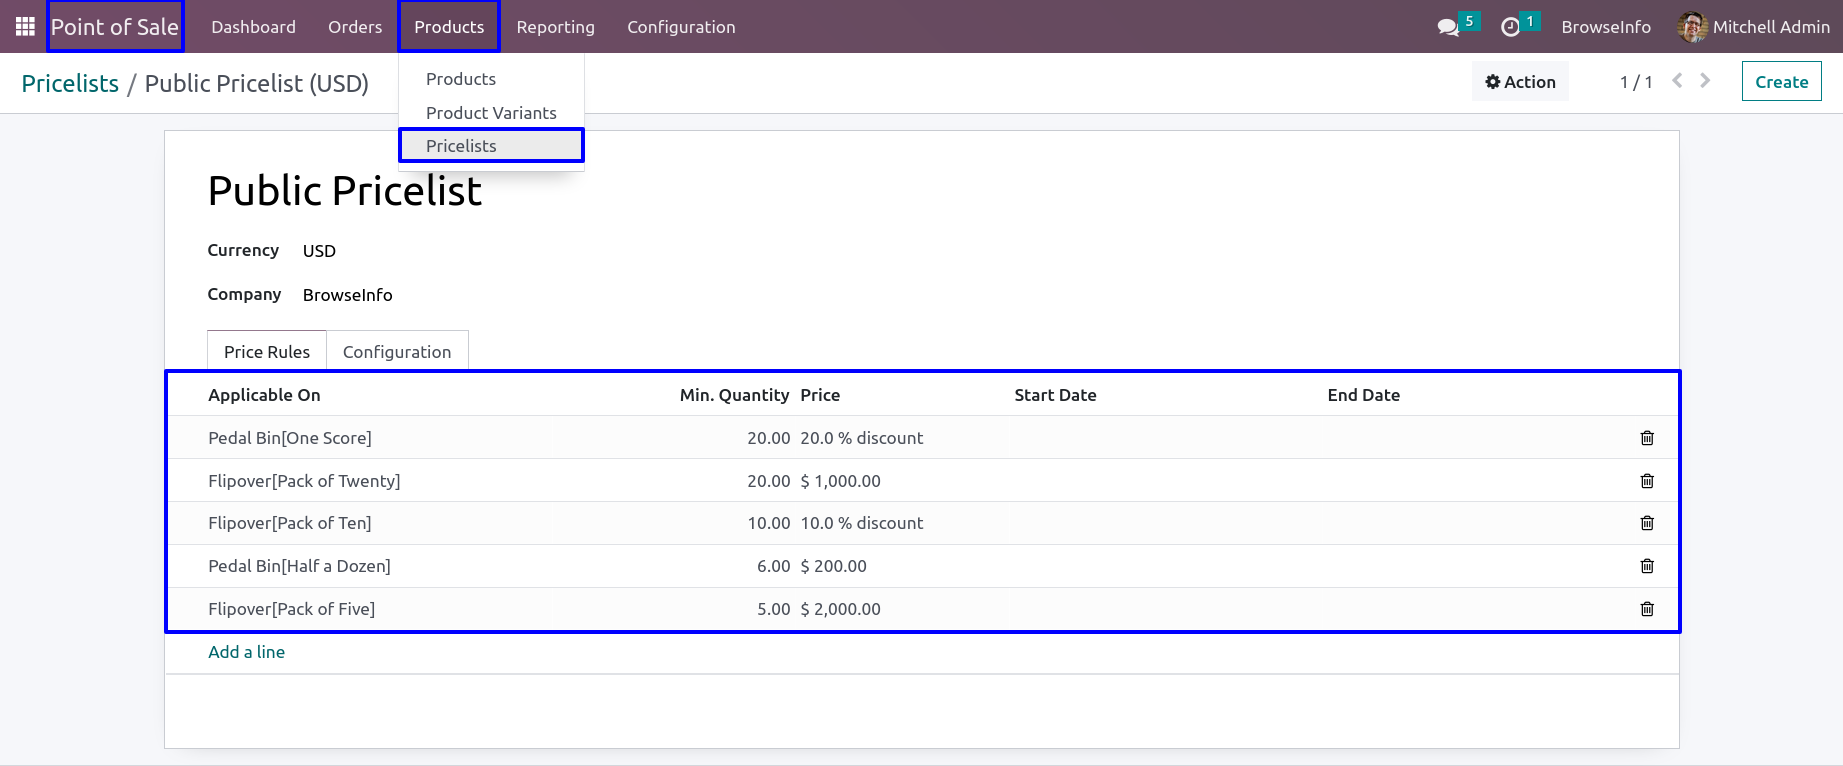 Point of Sale Dashboard Orders Products Reporting Configuration 5 1 BrowseInfo Mitchell Admin
Pricelists / Public Pricelist (USD) Action 1 / 1 Create
Products
Product Variants
Pricelists
Public Pricelist
Currency USD
Company BrowseInfo
Price Rules Configuration
Applicable On Min. Quantity Price Start Date End Date
Pedal Bin[One Score] 20.00 20.0 % discount
Flipover[Pack of Twenty] 20.00 $ 1,000.00
Flipover[Pack of Ten] 10.00 10.0 % discount
Pedal Bin[Half a Dozen] 6.00 $ 200.00
Flipover[Pack of Five] 5.00 $ 2,000.00
Add a line